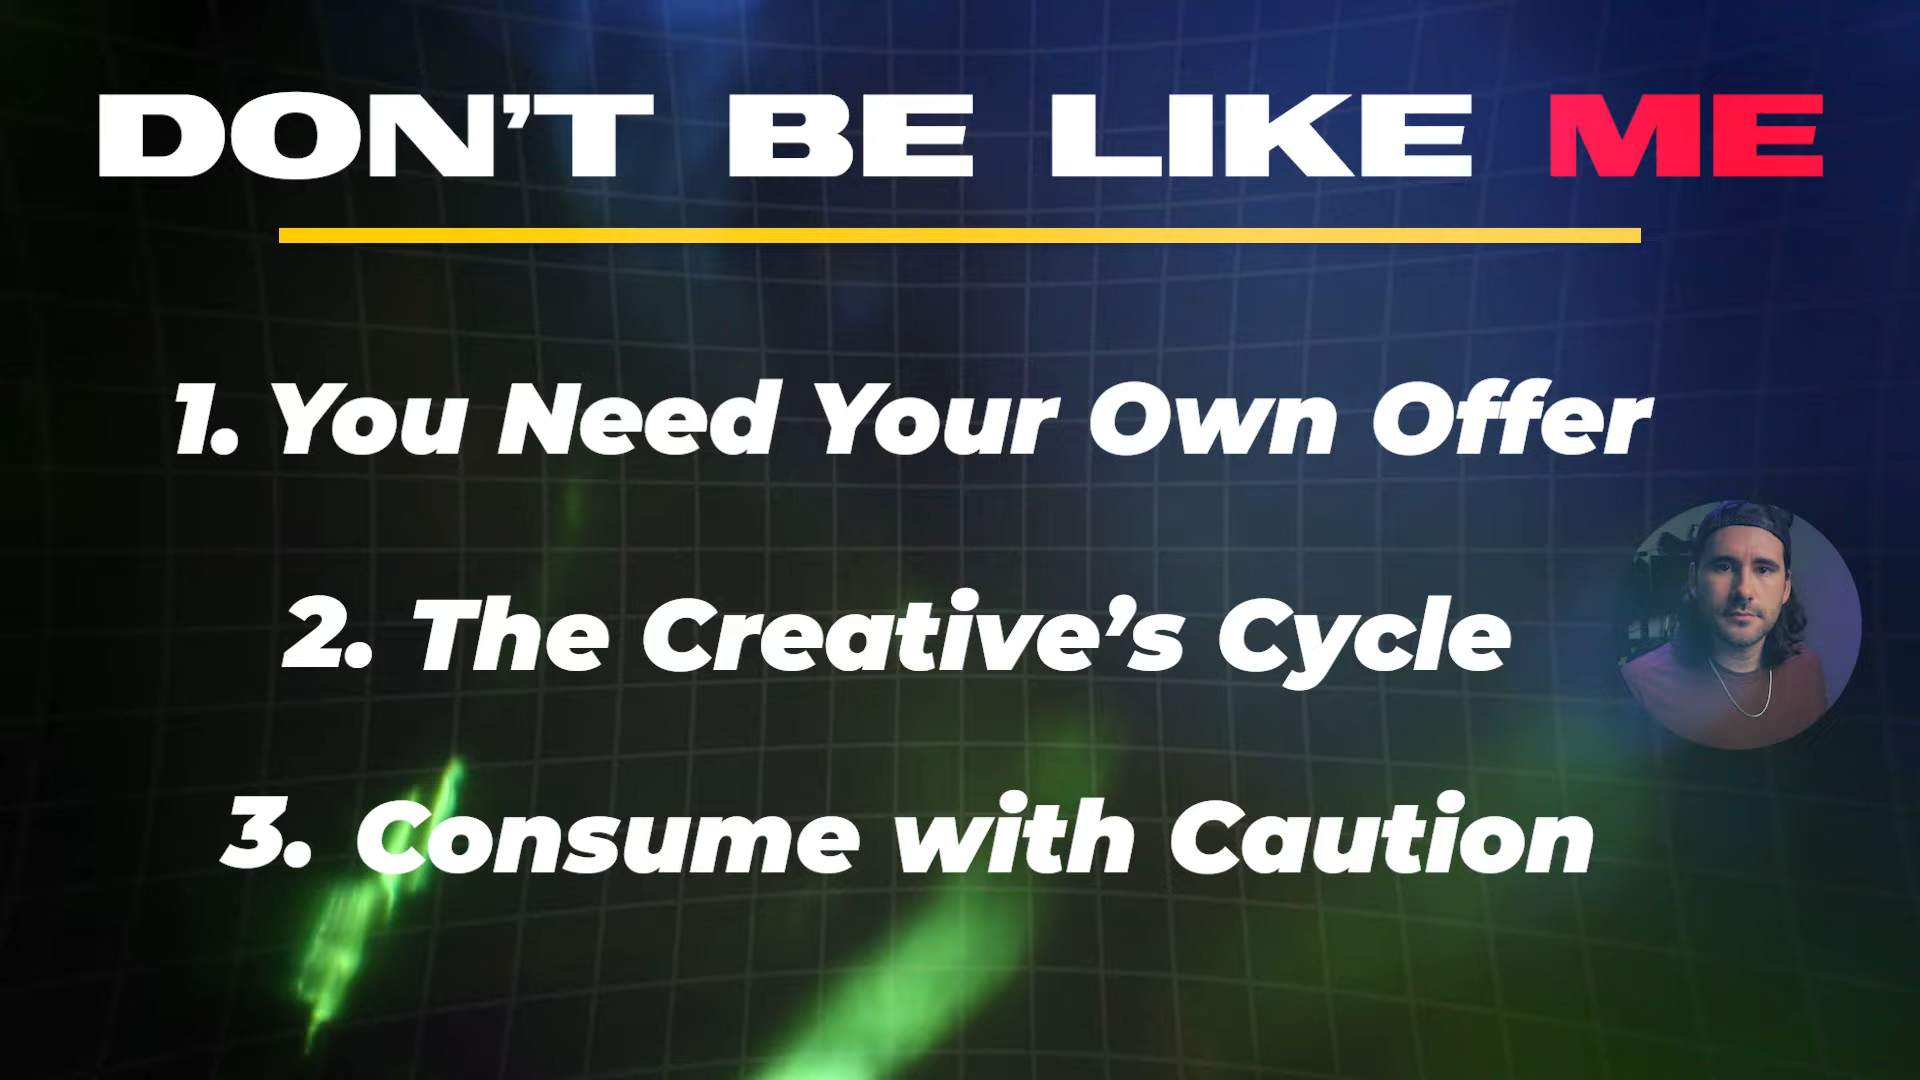 DON'T BE LIKE ME
1. You Need Your Own Offer
2. The Creative's Cycle
3. Consume with Caution